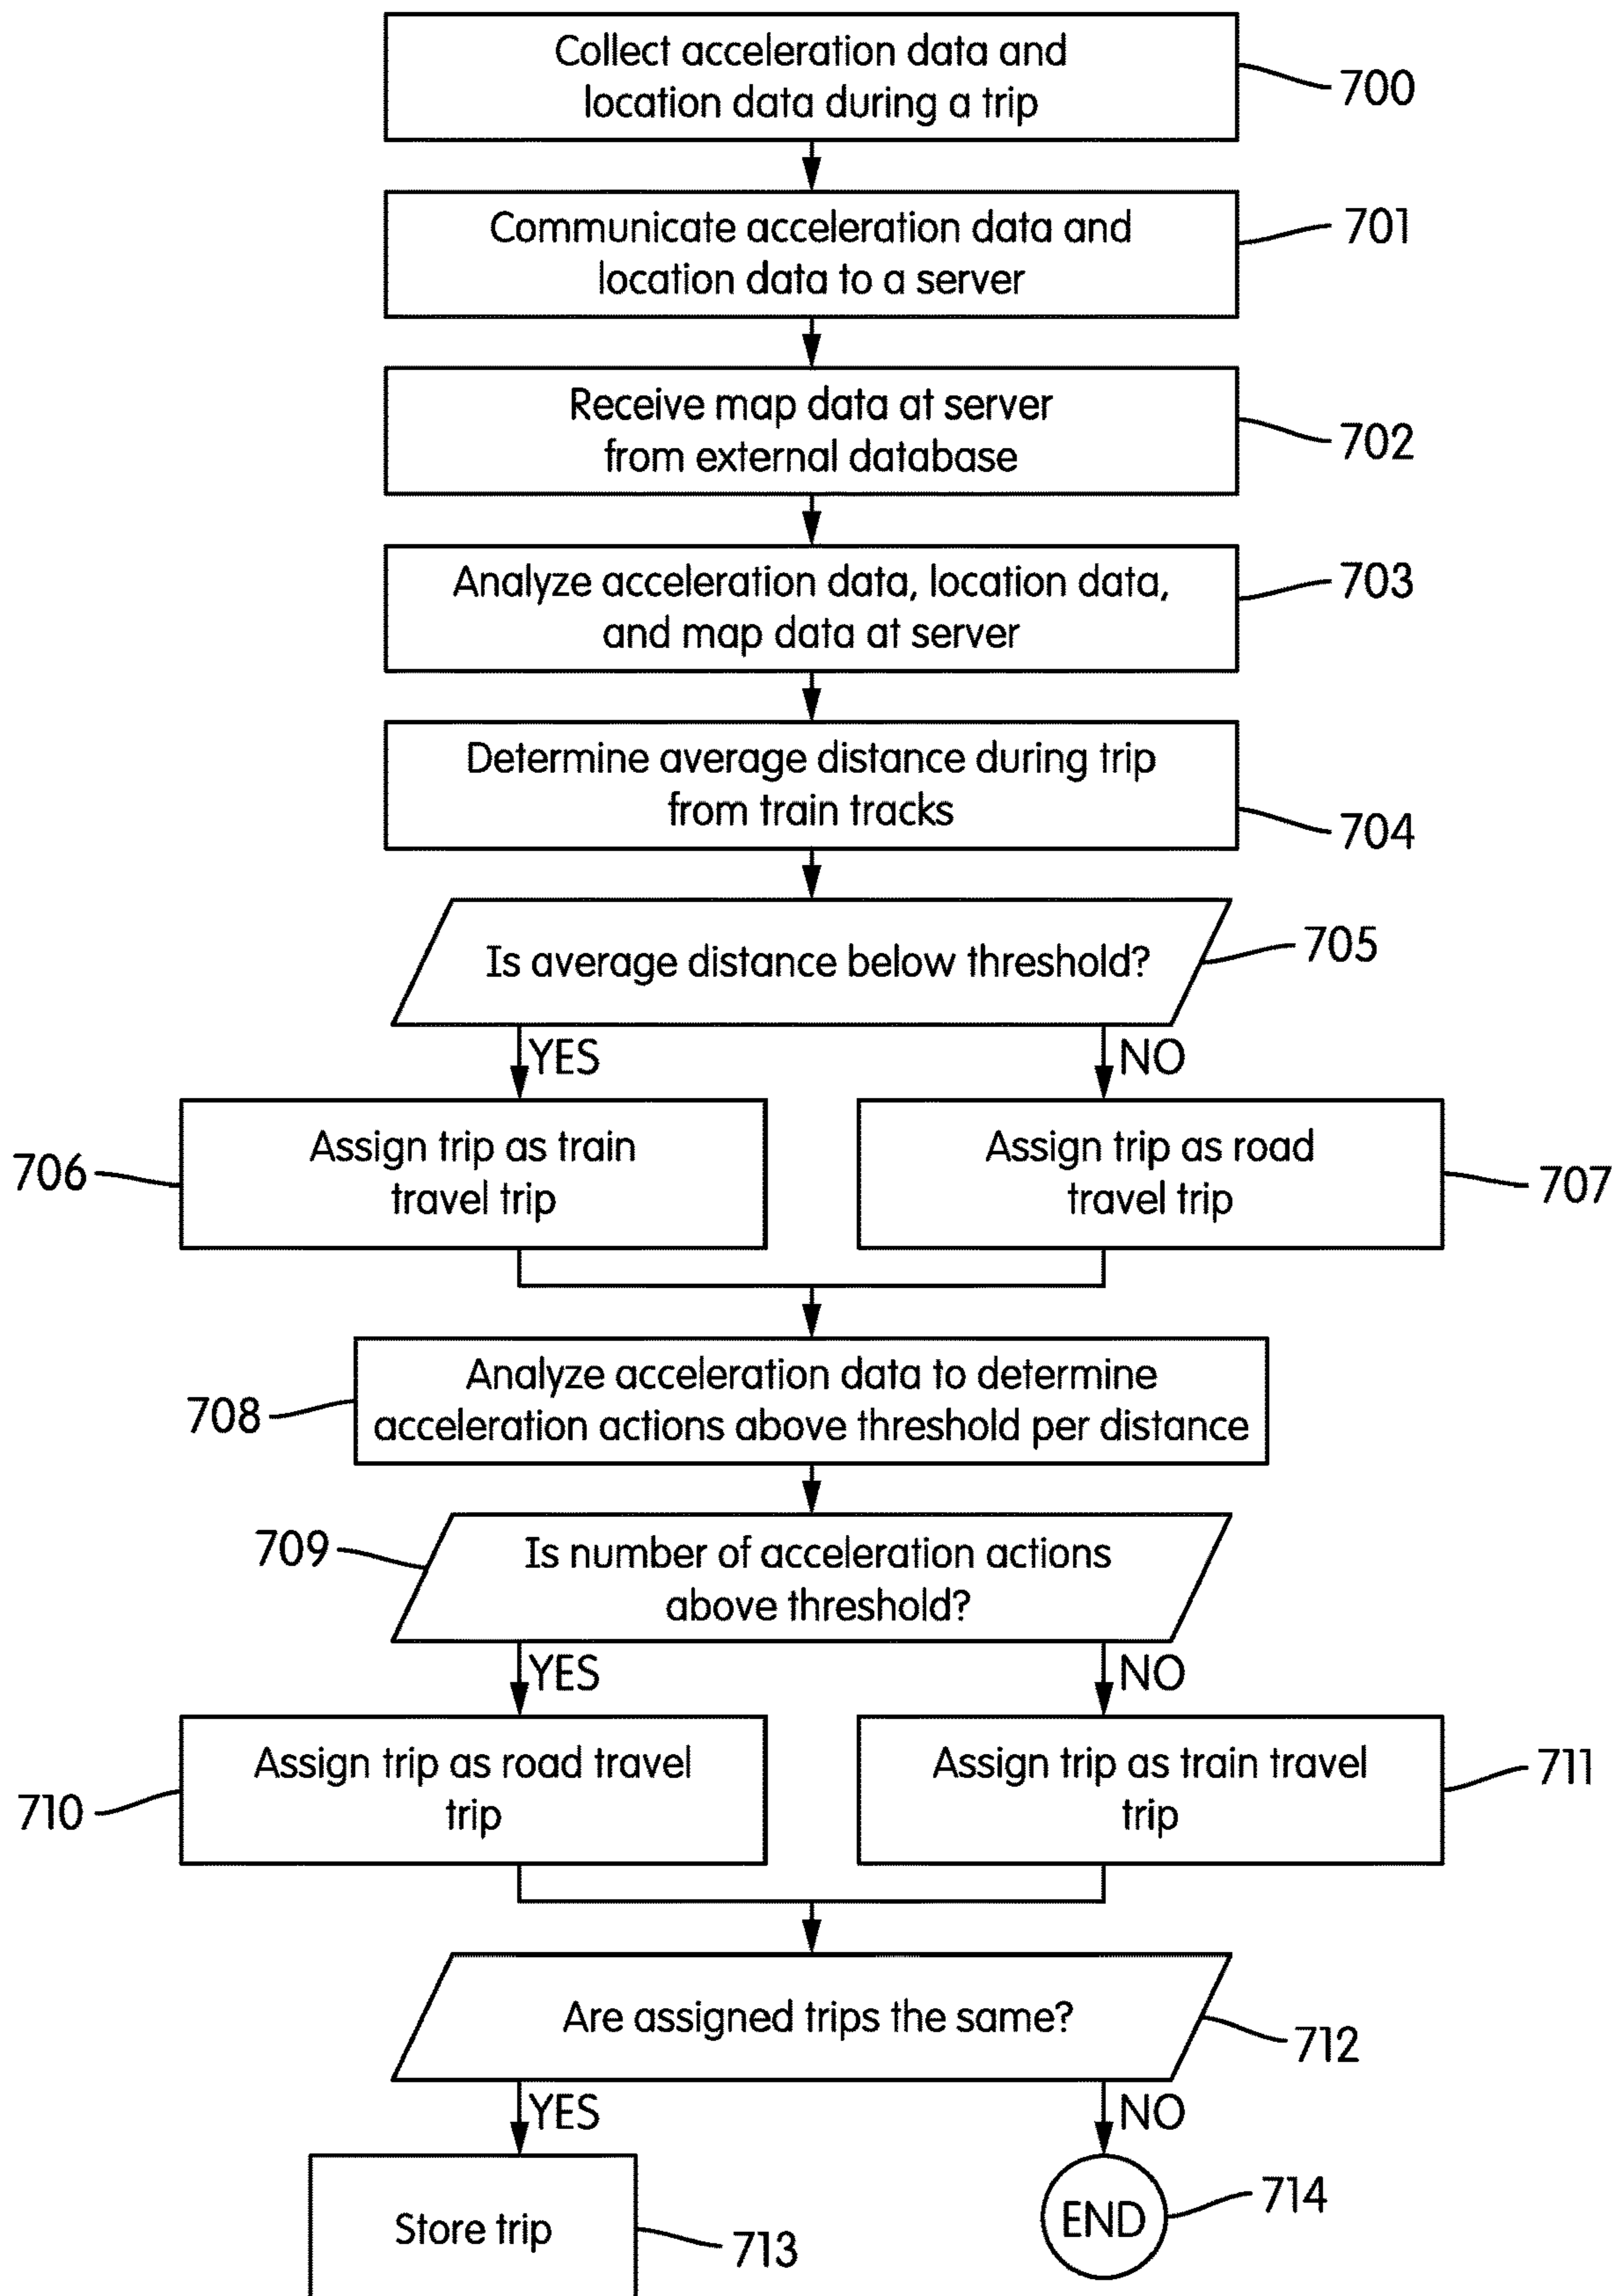 Collect acceleration data and
location data during a trip
700
Communicate acceleration data and
location data to a server
701
Receive map data at server
from external database
702
Analyze acceleration data, location data,
and map data at server
703
Determine average distance during trip
from train tracks
704
Is average distance below threshold?
705
YES
NO
706
Assign trip as train
travel trip
Assign trip as road
travel trip
707
708
Analyze acceleration data to determine
acceleration actions above threshold per distance
709
Is number of acceleration actions
above threshold?
YES
NO
710
Assign trip as road travel
trip
Assign trip as train travel
trip
711
Are assigned trips the same?
712
YES
NO
Store trip
713
END
714